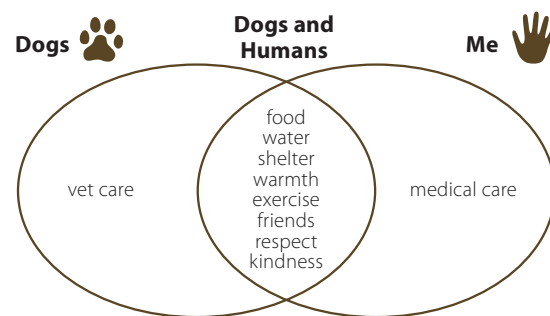 Dogs
Dogs and
Humans
Me
vet care
food
water
shelter
warmth
exercise
friends
respect
kindness
medical care